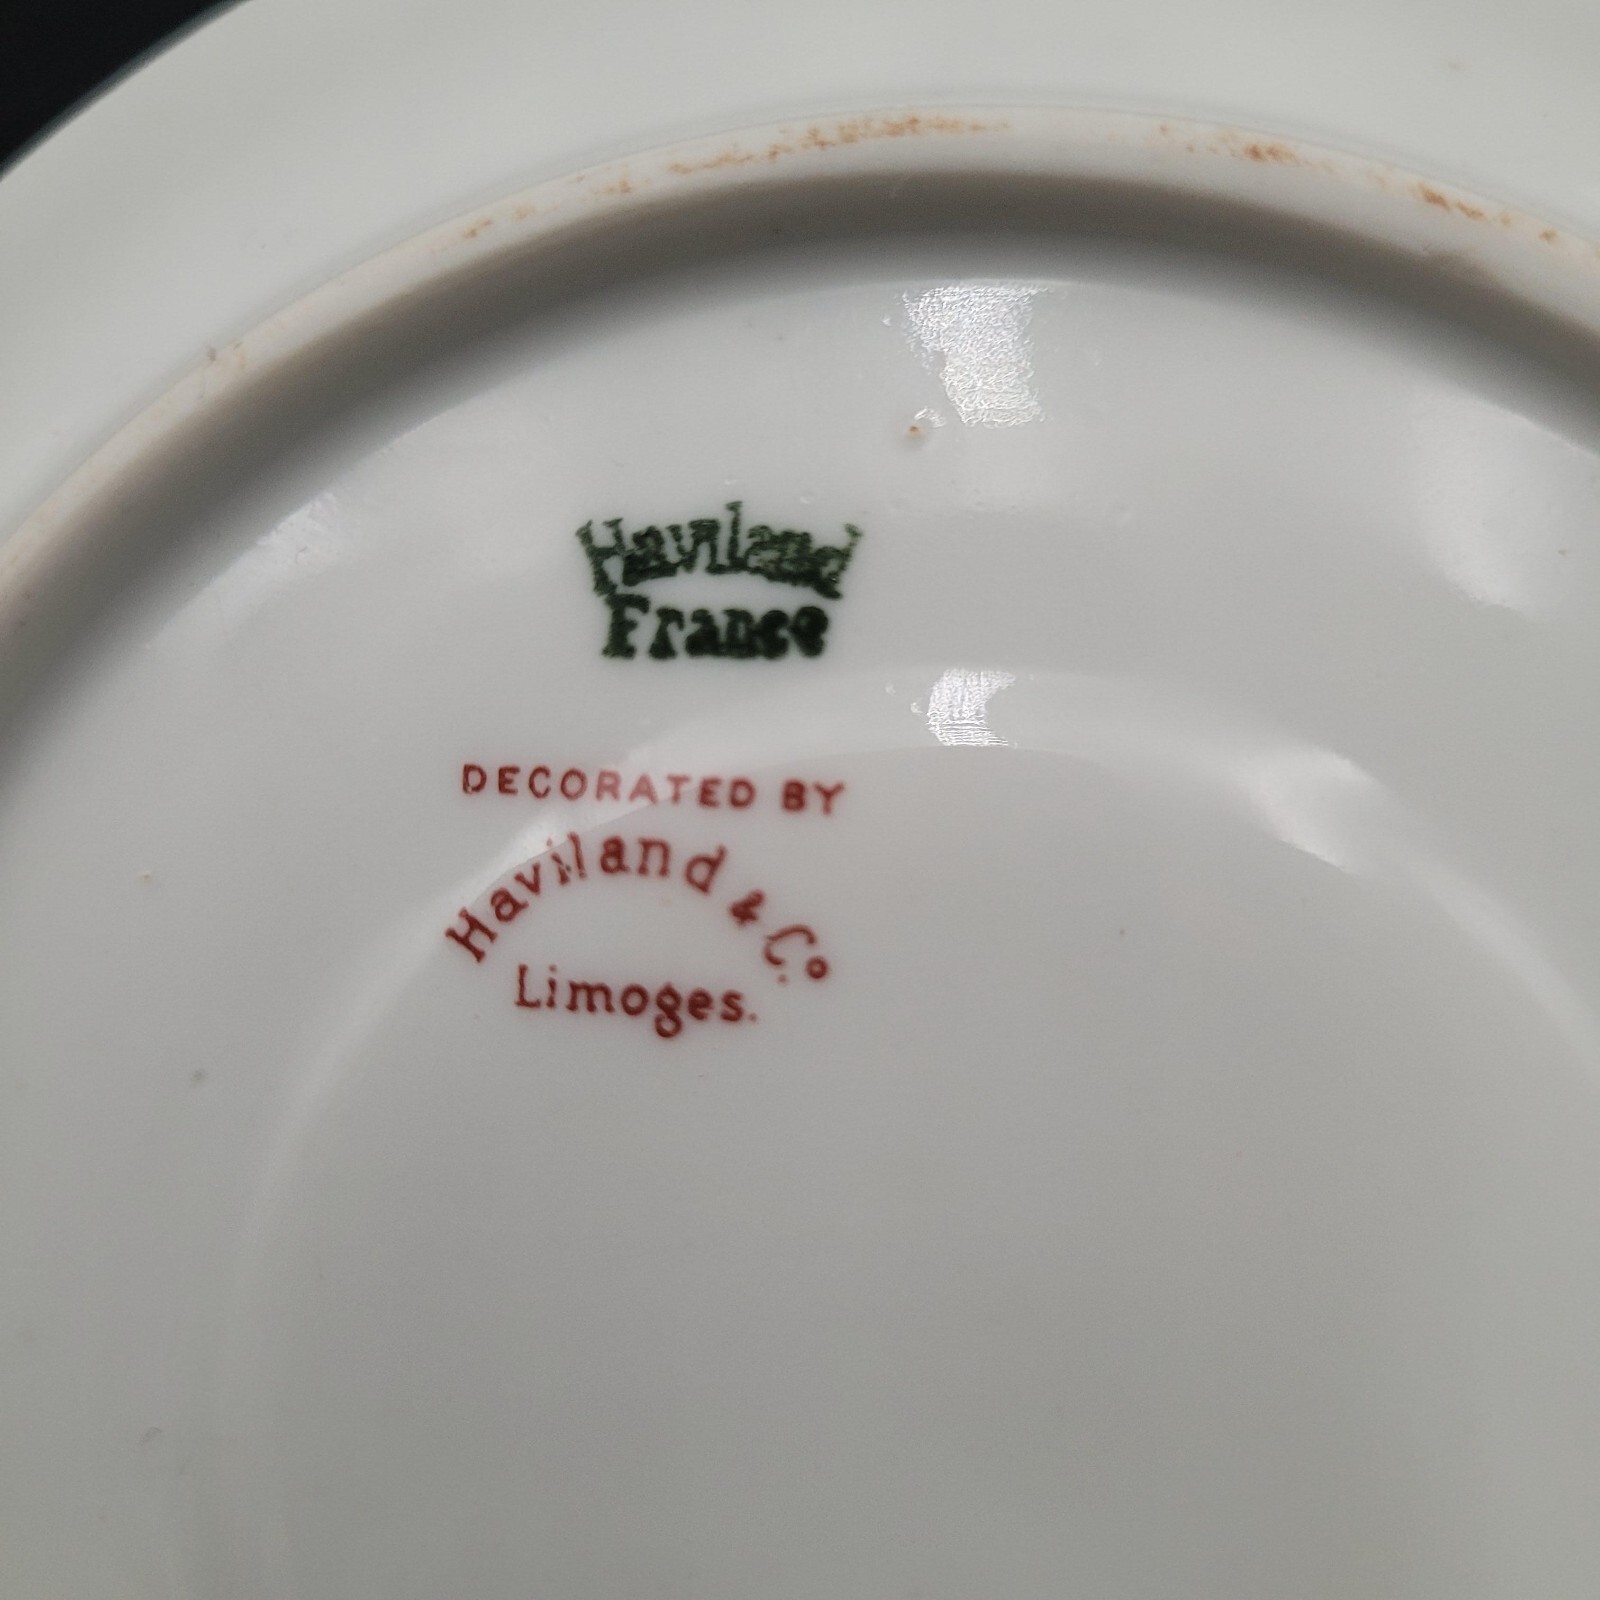 Haviland
France
DECORATED BY
Haviland & Co
Limoges.